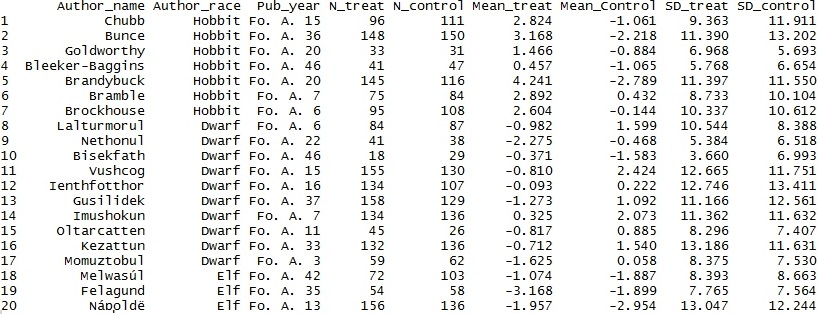 Author_name Author_race Pub_year N_treat N_control Mean_treat Mean_Control SD_treat SD_control
1 Chubb Hobbit Fo. A. 15 96 111 2.824 -1.061 9.363 11.911
2 Bunce Hobbit Fo. A. 36 148 150 3.168 -2.218 11.390 13.202
3 Goldworthy Hobbit Fo. A. 20 33 31 1.466 -0.884 6.968 5.693
4 Bleeker-Baggins Hobbit Fo. A. 46 41 47 0.457 -1.065 5.768 6.654
5 Brandybuck Hobbit Fo. A. 20 145 116 4.241 -2.789 11.397 11.550
6 Bramble Hobbit Fo. A. 7 75 84 2.892 0.432 8.733 10.104
7 Brockhouse Hobbit Fo. A. 6 95 108 2.604 -0.144 10.337 10.612
8 Lalturmorul Dwarf Fo. A. 6 84 87 -0.982 1.599 10.544 8.388
9 Nethonul Dwarf Fo. A. 22 41 38 -2.275 -0.468 5.384 6.518
10 Bisekfath Dwarf Fo. A. 46 18 29 -0.371 -1.583 3.660 6.993
11 Vushcog Dwarf Fo. A. 15 155 130 -0.810 2.424 12.665 11.751
12 Ienthfotthor Dwarf Fo. A. 16 134 107 -0.093 0.222 12.746 13.411
13 Gusilidek Dwarf Fo. A. 37 158 129 -1.273 1.092 11.166 12.561
14 Imushokun Dwarf Fo. A. 7 134 136 0.325 2.073 11.362 11.632
15 Oltarcatten Dwarf Fo. A. 11 45 26 -0.817 0.885 8.296 7.407
16 Kezattun Dwarf Fo. A. 33 132 136 -0.712 1.540 13.186 11.631
17 Momuztobul Dwarf Fo. A. 3 59 62 -1.625 0.058 8.375 7.530
18 Melwasúl Elf Fo. A. 42 72 103 -1.074 -1.887 8.393 8.663
19 Felagund Elf Fo. A. 35 54 58 -3.168 -1.899 7.765 7.564
20 Nápoldë Elf Fo. A. 13 156 136 -1.957 -2.954 13.047 12.244